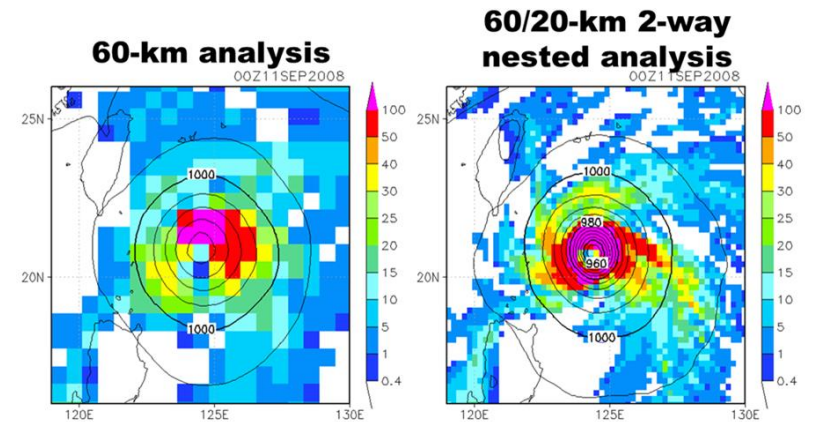 60-km analysis
00Z11SEP2008
25N
20N
120E
125E
130E
1000
1000
100
50
40
30
25
20
15
10
5
1
0.4
60/20-km 2-way
nested analysis
00Z11SEP2008
25N
20N
120E
125E
130E
1000
980
960
1000
100
50
40
30
25
20
15
10
5
1
0.4